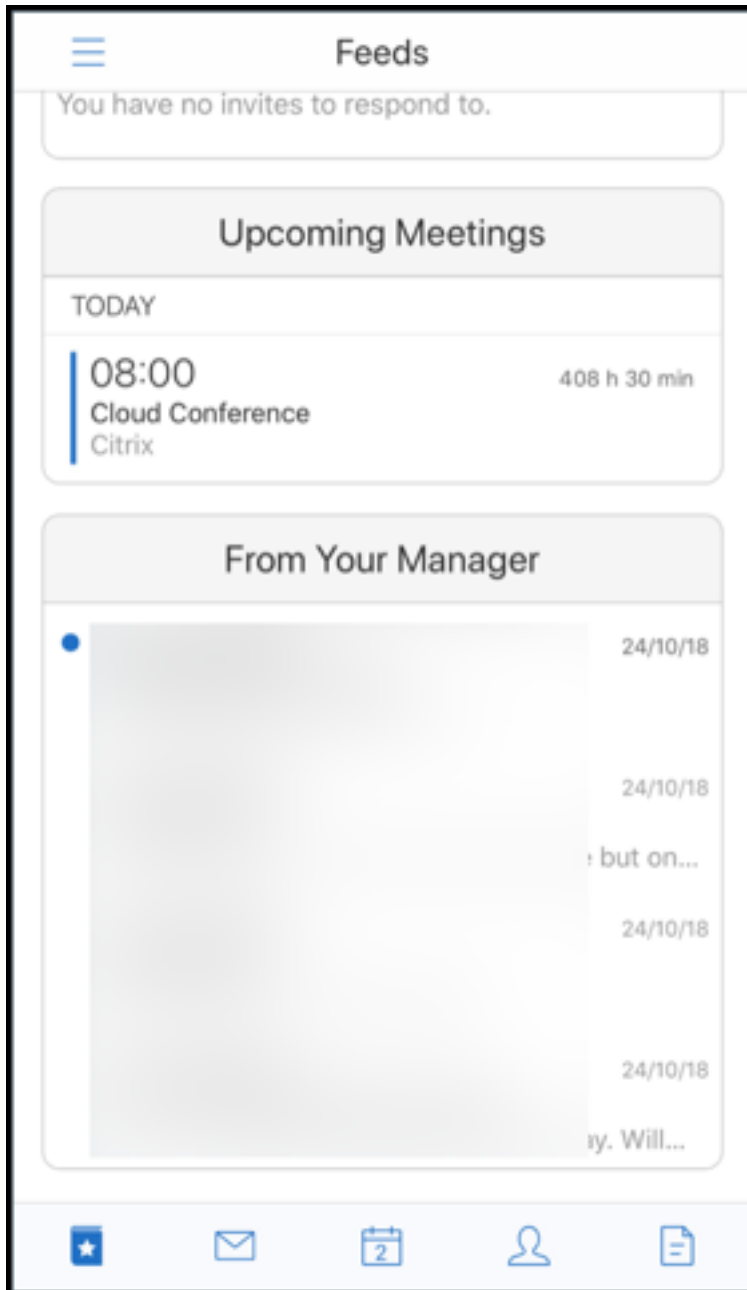 Feeds
You have no invites to respond to.
Upcoming Meetings
TODAY
08:00
408 h 30 min
Cloud Conference
Citrix
From Your Manager
24/10/18
24/10/18
but on...
24/10/18
24/10/18
Will...
2